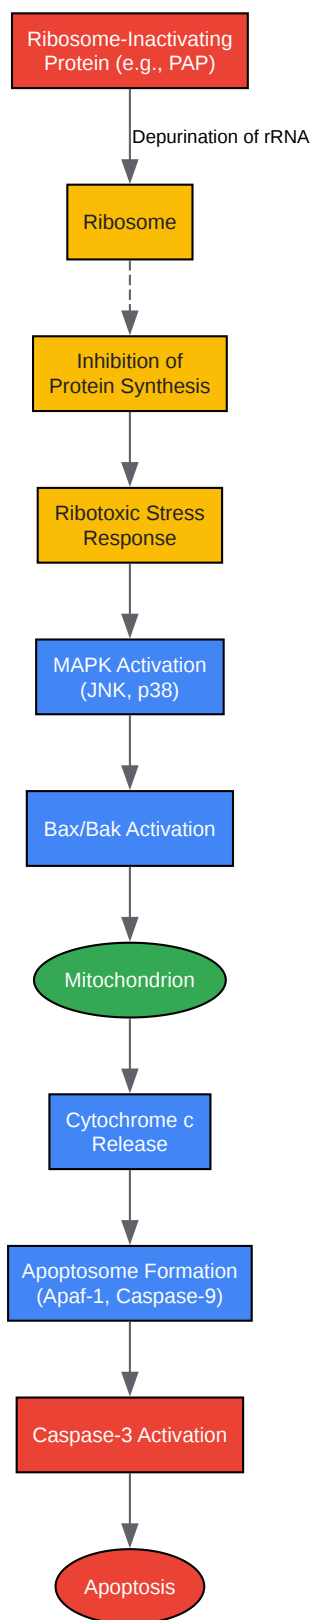 Ribosome-Inactivating
Protein (e.g., PAP)
Depurination of rRNA
Ribosome
Inhibition of
Protein Synthesis
Ribotoxic Stress
Response
MAPK Activation
(JNK, p38)
Bax/Bak Activation
Mitochondrion
Cytochrome c
Release
Apoptosome Formation
(Apaf-1, Caspase-9)
Caspase-3 Activation
Apoptosis